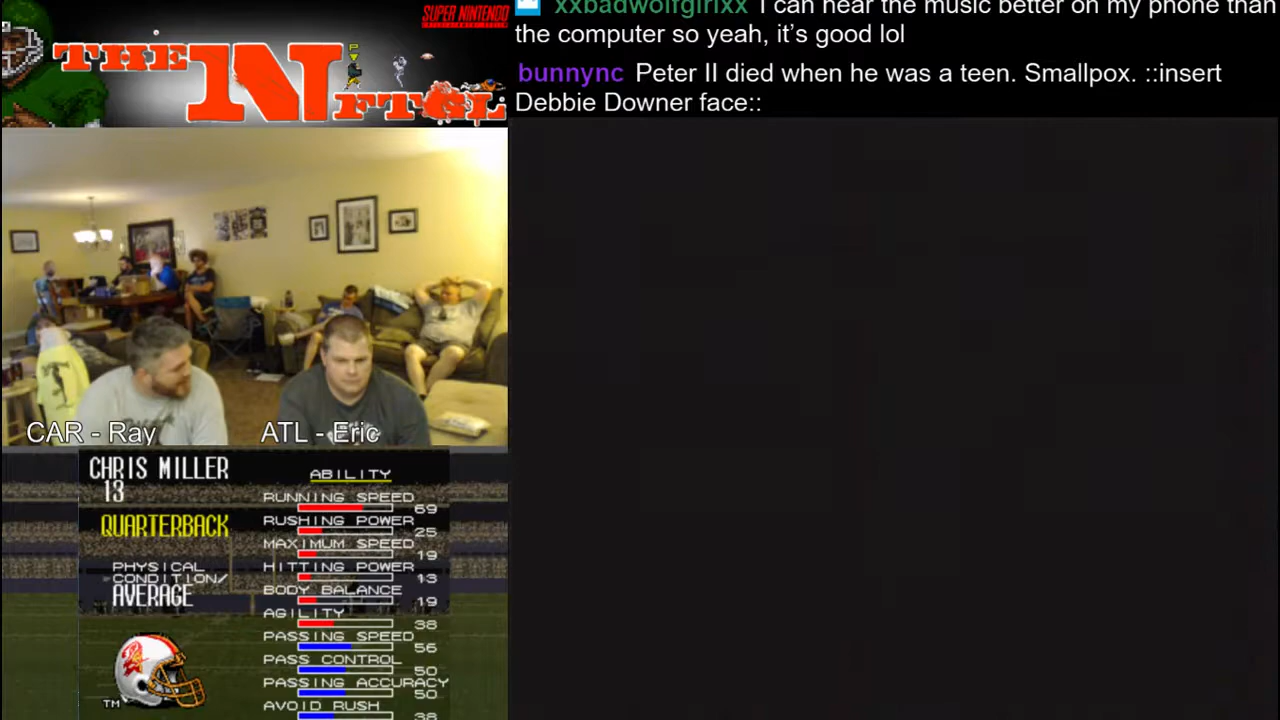 SUPER NINTENDO
THE
N
FTSL
P
xxbadwolfgirlxx I can hear the music better on my phone than
the computer so yeah, it's good lol
bunnync Peter II died when he was a teen. Smallpox. ::insert
Debbie Downer face::
CAR - Ray
ATL - Eric
CHRIS MILLER
13
QUARTERBACK
PHYSICAL
CONDITION/
AVERAGE
TM
ABILITY
RUNNING SPEED
69
RUSHING POWER
25
MAXIMUM SPEED
19
HITTING POWER
13
BODY BALANCE
19
AGILITY
38
PASSING SPEED
56
PASS CONTROL
50
PASSING ACCURACY
50
AVOID RUSH
38